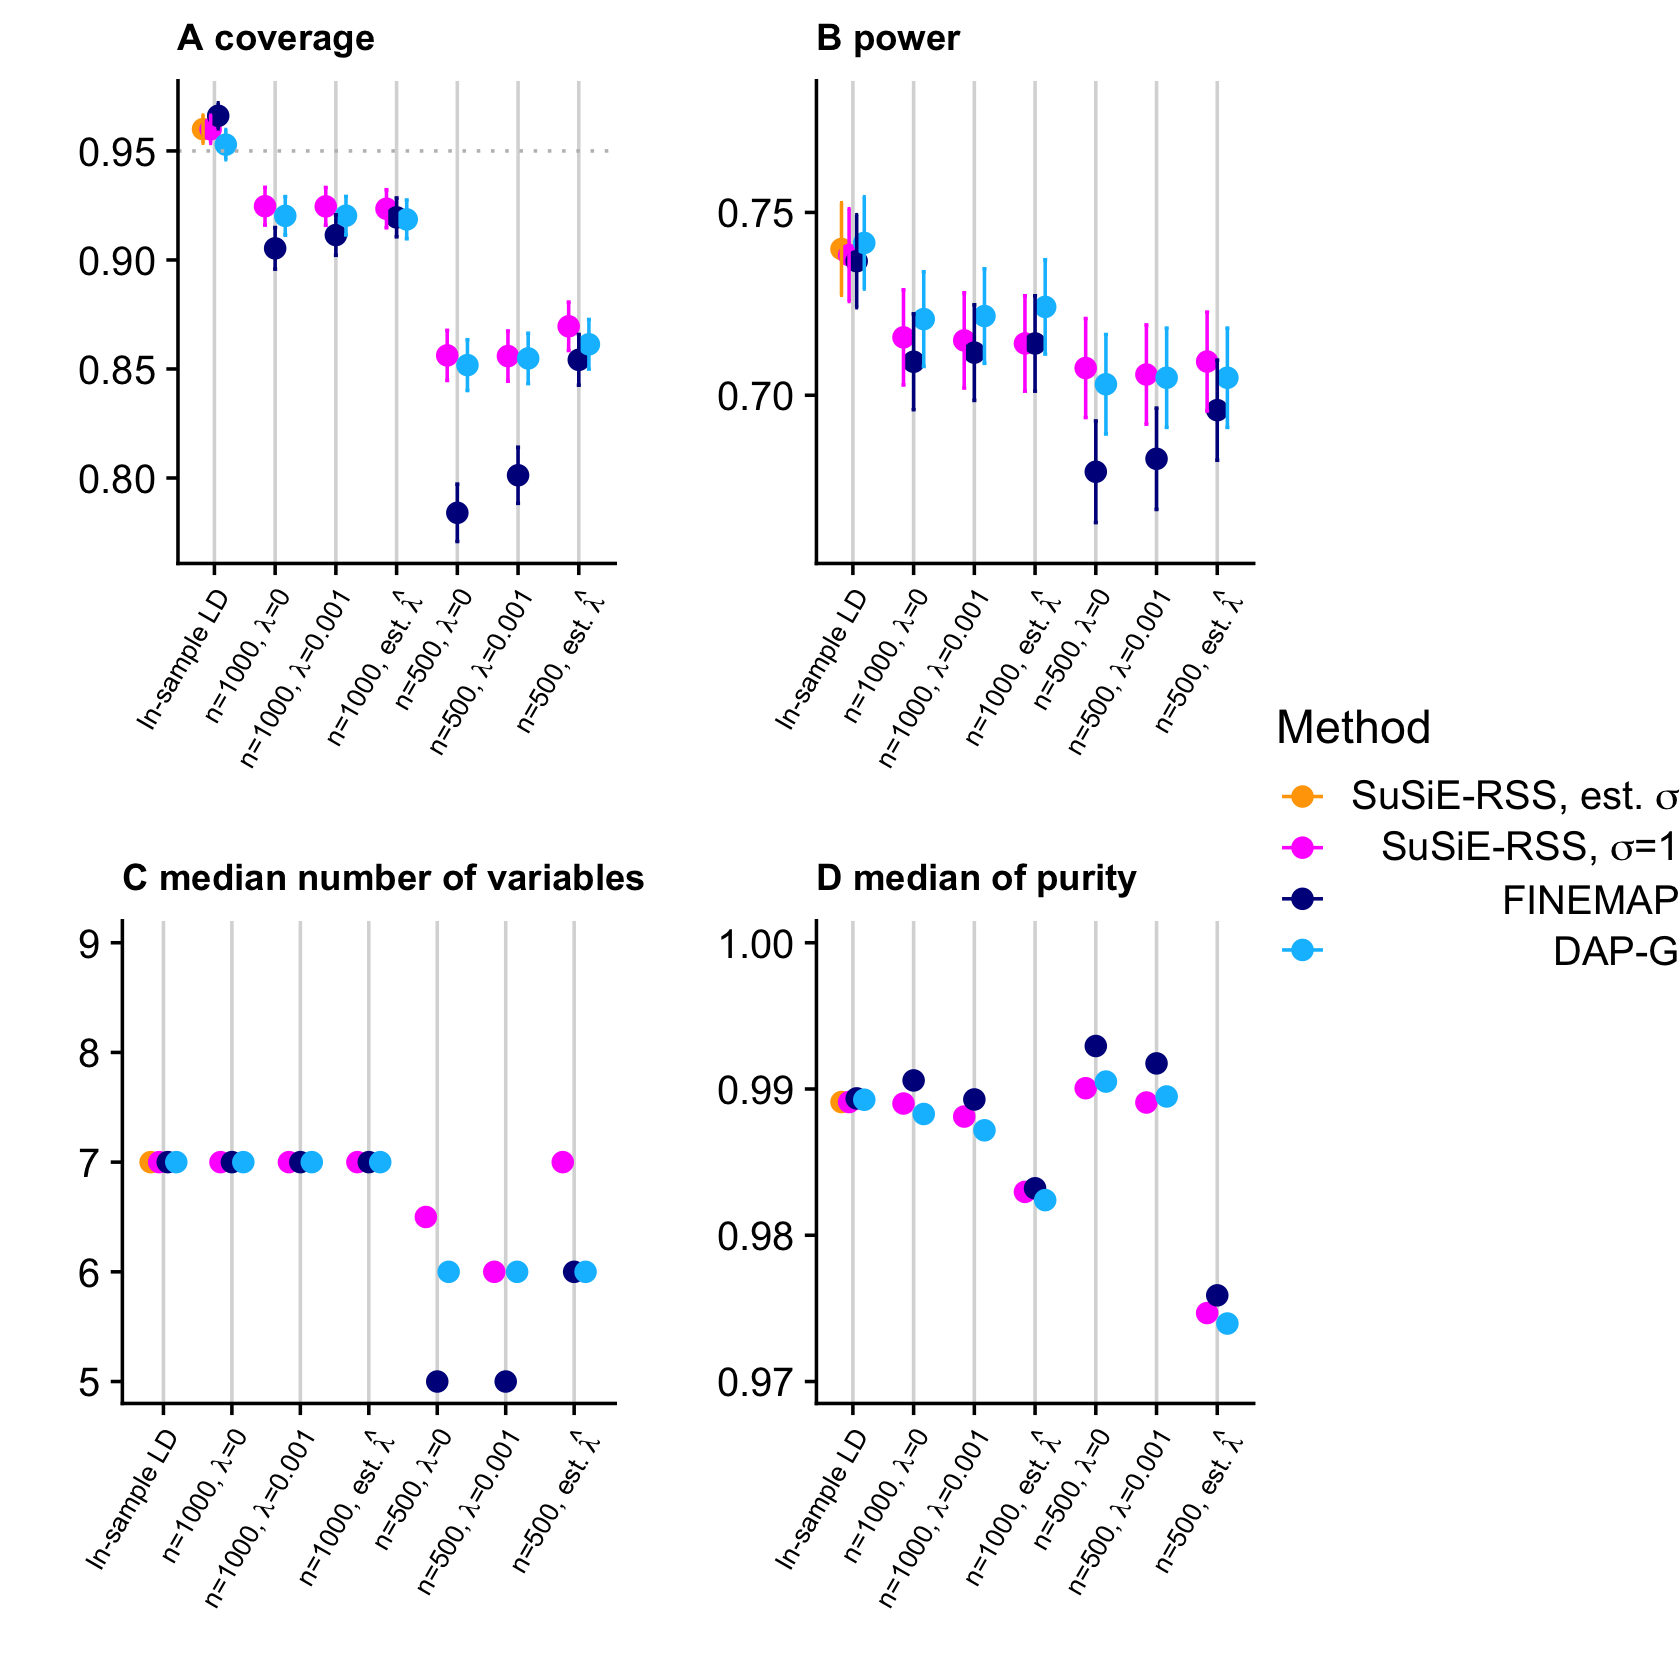 A coverage
0.95
0.90
0.85
0.80
In-sample LD
n=1000, λ=0
n=1000, λ=0.001
n=1000, est. λ̂
n=500, λ=0
n=500, λ=0.001
n=500, est. λ̂
B power
0.75
0.70
In-sample LD
n=1000, λ=0
n=1000, λ=0.001
n=1000, est. λ̂
n=500, λ=0
n=500, λ=0.001
n=500, est. λ̂
C median number of variables
9
8
7
6
5
In-sample LD
n=1000, λ=0
n=1000, λ=0.001
n=1000, est. λ̂
n=500, λ=0
n=500, λ=0.001
n=500, est. λ̂
D median of purity
1.00
0.99
0.98
0.97
In-sample LD
n=1000, λ=0
n=1000, λ=0.001
n=1000, est. λ̂
n=500, λ=0
n=500, λ=0.001
n=500, est. λ̂
Method
SuSiE-RSS, est. σ
SuSiE-RSS, σ=1
FINEMAP
DAP-G